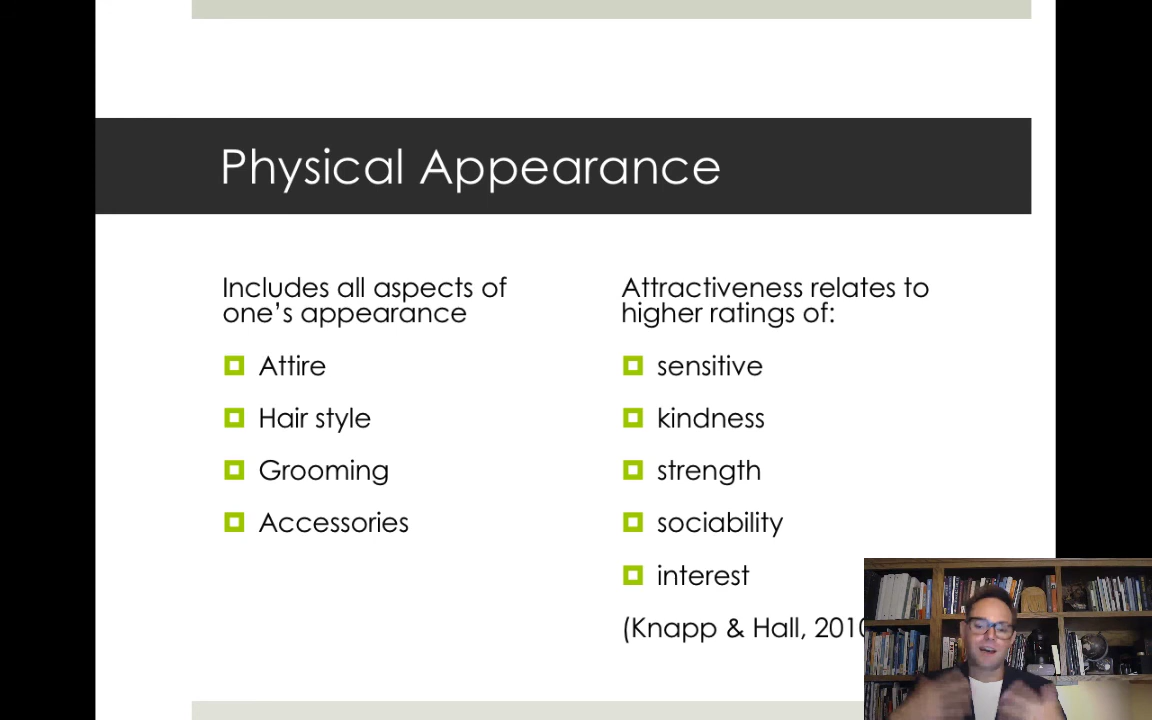 Physical Appearance
Includes all aspects of
one’s appearance
Attire
Hair style
Grooming
Accessories
Attractiveness relates to
higher ratings of:
sensitive
kindness
strength
sociability
interest
(Knapp & Hall, 2010